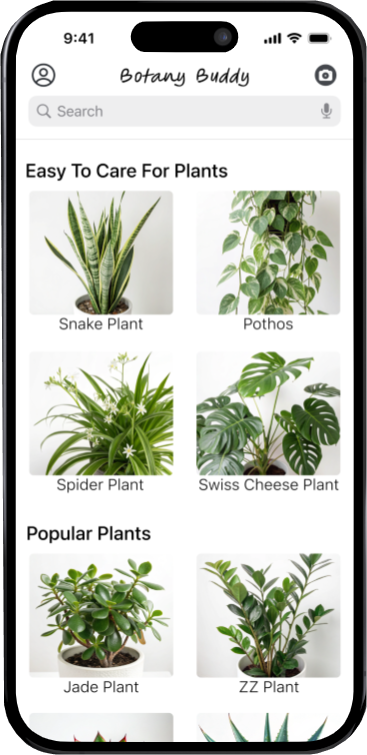 9:41
Botany Buddy
Search
Easy To Care For Plants
Snake Plant
Pothos
Spider Plant
Swiss Cheese Plant
Popular Plants
Jade Plant
ZZ Plant